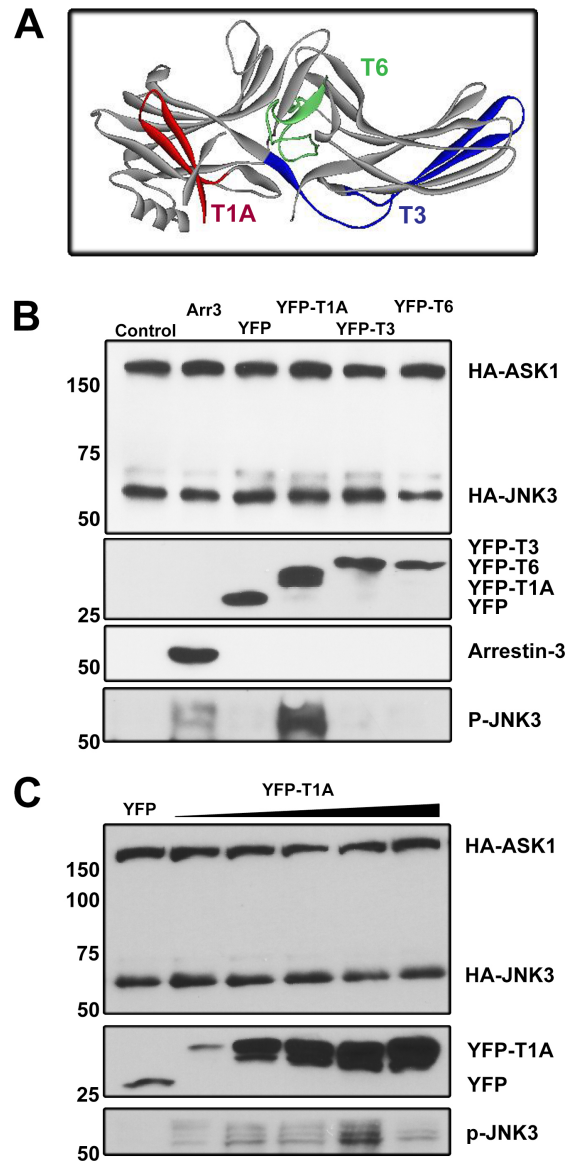 A
T6
T1A
T3
B
Arr3 YFP-T1A YFP-T6
Control YFP YFP-T3
150
75
50
HA-ASK1
HA-JNK3
25
YFP-T3
YFP-T6
YFP-T1A
YFP
50
Arrestin-3
50
P-JNK3
C
YFP YFP-T1A
150
100
75
50
HA-ASK1
HA-JNK3
25
YFP-T1A
YFP
50
p-JNK3